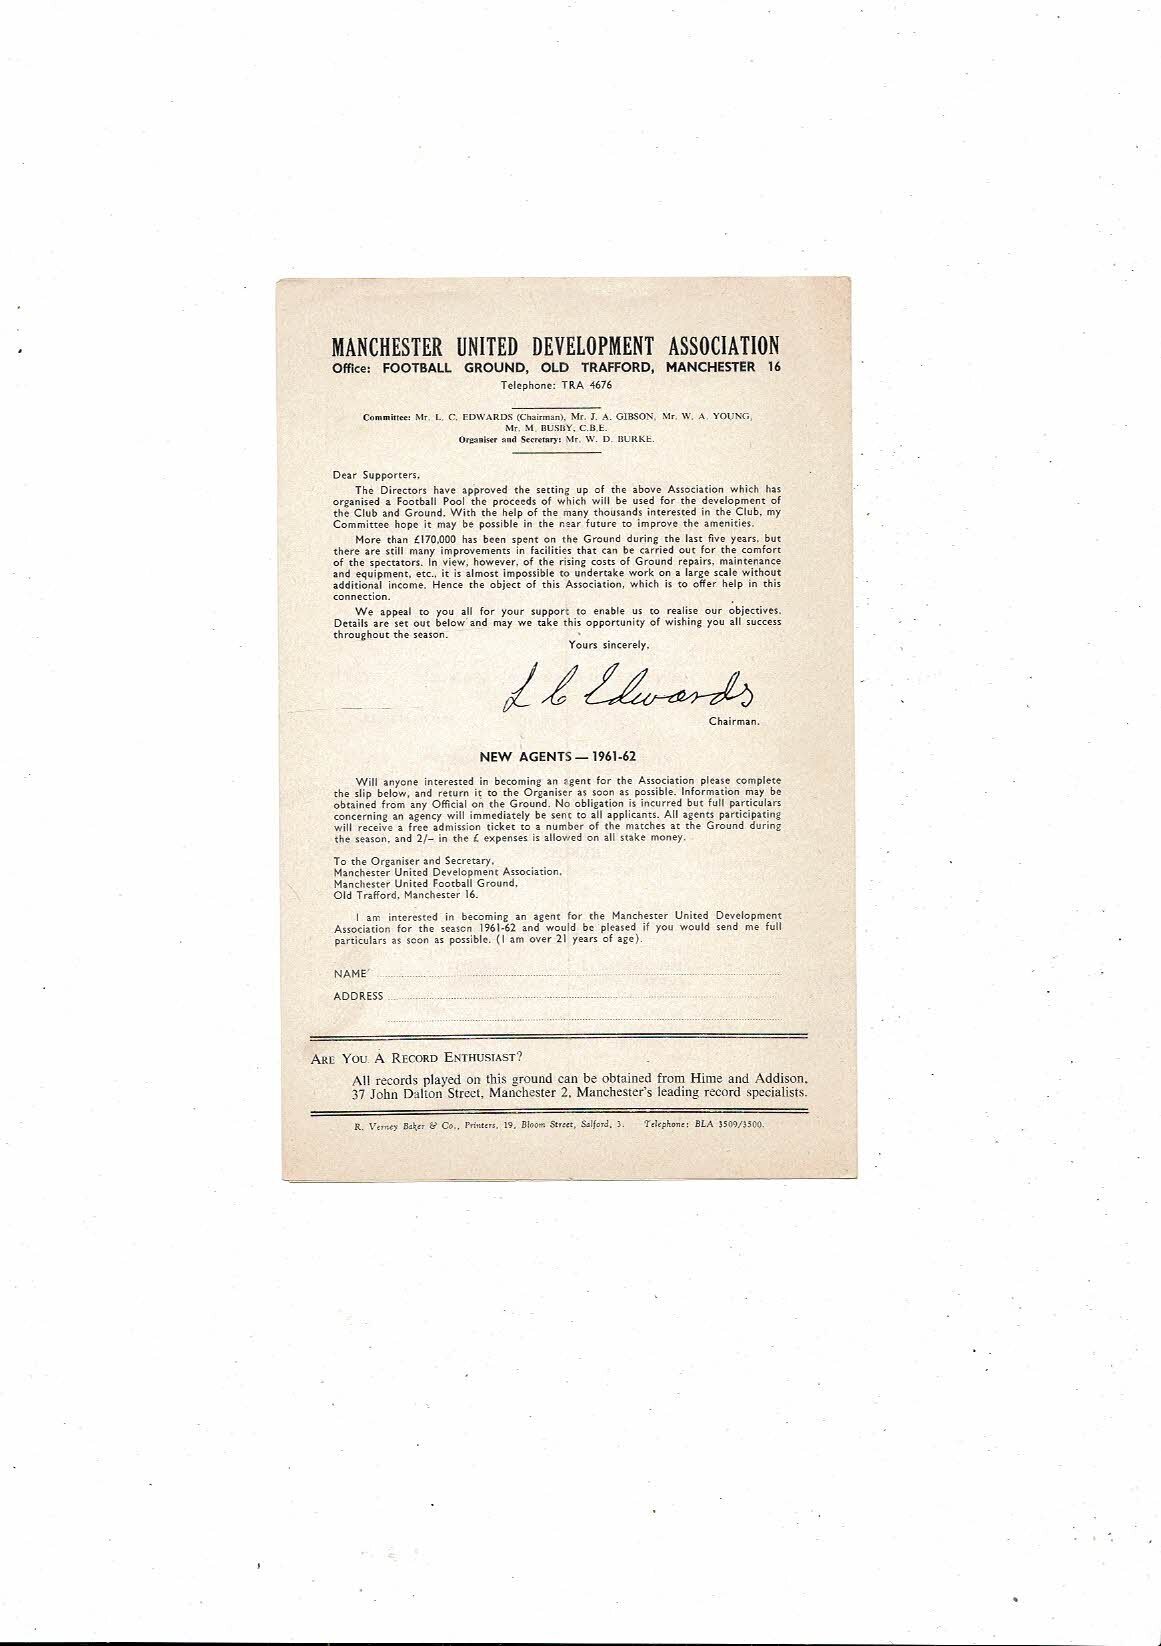 MANCHESTER UNITED DEVELOPMENT ASSOCIATION
Office: FOOTBALL GROUND, OLD TRAFFORD, MANCHESTER 16
Telephone: TRA 4676
Committee: Mr. L. C. EDWARDS (Chairman), Mr. J. A. GIBSON, Mr. W. A. YOUNG,
Mr. M. BUSBY, C.B.E.
Organiser and Secretary: Mr. W. D. BURKE.
Dear Supporters,
The Directors have approved the setting up of the above Association which has
organised a Football Pool the proceeds of which will be used for the development of
the Club and Ground. With the help of the many thousands interested in the Club, my
Committee hope it may be possible in the near future to improve the amenities.
More than £170,000 has been spent on the Ground during the last five years, but
there are still many improvements in facilities that can be carried out for the comfort
of the spectators. In view, however, of the rising costs of Ground repairs, maintenance
and equipment, etc., it is almost impossible to undertake work on a large scale without
additional income. Hence the object of this Association, which is to offer help in this
connection.
We appeal to you all for your support to enable us to realise our objectives.
Details are set out below and may we take this opportunity of wishing you all success
throughout the season.
Yours sincerely,
L C Edwards
Chairman.
NEW AGENTS — 1961-62
Will anyone interested in becoming an agent for the Association please complete
the slip below, and return it to the Organiser as soon as possible. Information may be
obtained from any Official on the Ground. No obligation is incurred but full particulars
concerning an agency will immediately be sent to all applicants. All agents participating
will receive a free admission ticket to a number of the matches at the Ground during
the season, and 2/– in the £ expenses is allowed on all stake money.
To the Organiser and Secretary,
Manchester United Development Association,
Manchester United Football Ground,
Old Trafford, Manchester 16.
I am interested in becoming an agent for the Manchester United Development
Association for the season 1961-62 and would be pleased if you would send me full
particulars as soon as possible. (I am over 21 years of age).
NAME
ADDRESS
ARE YOU A RECORD ENTHUSIAST?
All records played on this ground can be obtained from Hime and Addison,
37 John Dalton Street, Manchester 2, Manchester's leading record specialists.
R. Verney Baker & Co., Printers, 19, Bloom Street, Salford, 3. Telephone: BLA 3509/3500.